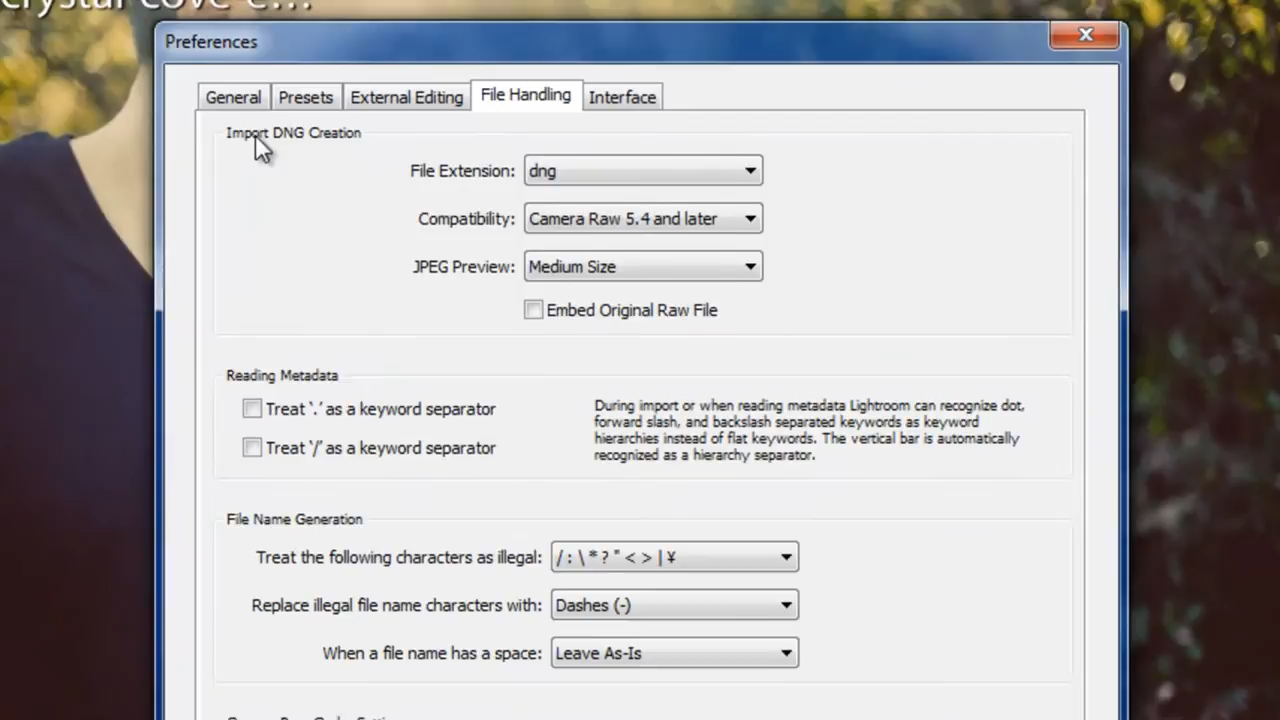 crystal cove-e...
Preferences
General Presets External Editing File Handling Interface
Import DNG Creation
File Extension: dng
Compatibility: Camera Raw 5.4 and later
JPEG Preview: Medium Size
Embed Original Raw File
Reading Metadata
Treat '.' as a keyword separator
Treat '/' as a keyword separator
During import or when reading metadata Lightroom can recognize dot,
forward slash, and backslash separated keywords as keyword
hierarchies instead of flat keywords. The vertical bar is automatically
recognized as a hierarchy separator.
File Name Generation
Treat the following characters as illegal: / : \ * ? " < > | ¥
Replace illegal file name characters with: Dashes (-)
When a file name has a space: Leave As-Is